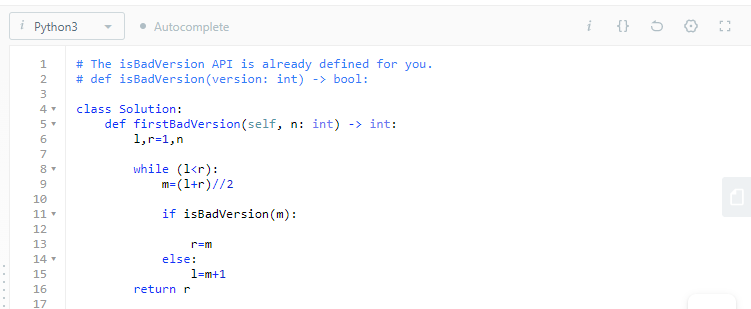 i Python3 Autocomplete i {}
1 # The isBadVersion API is already defined for you.
2 # def isBadVersion(version: int) -> bool:
3
4 class Solution:
5     def firstBadVersion(self, n: int) -> int:
6         l,r=1,n
7
8         while (l<r):
9             m=(l+r)//2
10
11             if isBadVersion(m):
12
13                 r=m
14             else:
15                 l=m+1
16         return r
17